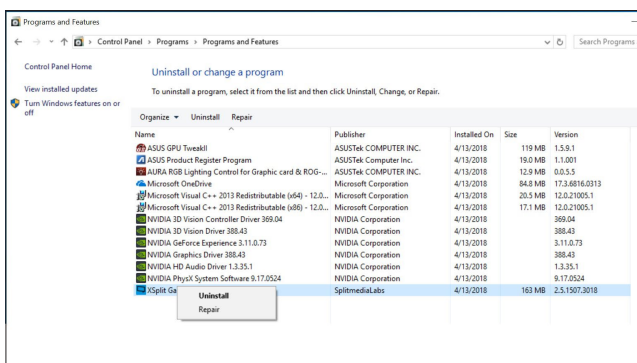 Programs and Features
Control Panel > Programs > Programs and Features
Search Programs
Control Panel Home
View installed updates
Turn Windows features on or off
Uninstall or change a program
To uninstall a program, select it from the list and then click Uninstall, Change, or Repair.
Organize Uninstall Repair
Name Publisher Installed On Size Version
ASUS GPU TweakII ASUSTek COMPUTER INC. 4/13/2018 119 MB 1.5.9.1
ASUS Product Register Program ASUSTek Computer Inc. 4/13/2018 19.0 MB 1.1.001
AURA RGB Lighting Control for Graphic card & ROG-... ASUSTek COMPUTER INC. 4/13/2018 12.9 MB 0.0.5.5
Microsoft OneDrive Microsoft Corporation 4/13/2018 84.8 MB 17.3.6816.0313
Microsoft Visual C++ 2013 Redistributable (x64) - 12.0... Microsoft Corporation 4/13/2018 20.5 MB 12.0.21005.1
Microsoft Visual C++ 2013 Redistributable (x86) - 12.0... Microsoft Corporation 4/13/2018 17.1 MB 12.0.21005.1
NVIDIA 3D Vision Controller Driver 369.04 NVIDIA Corporation 4/13/2018 369.04
NVIDIA 3D Vision Driver 388.43 NVIDIA Corporation 4/13/2018 388.43
NVIDIA GeForce Experience 3.11.0.73 NVIDIA Corporation 4/13/2018 3.11.0.73
NVIDIA Graphics Driver 388.43 NVIDIA Corporation 4/13/2018 388.43
NVIDIA HD Audio Driver 1.3.35.1 NVIDIA Corporation 4/13/2018 1.3.35.1
NVIDIA PhysX System Software 9.17.0524 NVIDIA Corporation 4/13/2018 9.17.0524
XSplit Ga SplitmediaLabs 4/13/2018 163 MB 2.5.1507.3018
Uninstall
Repair